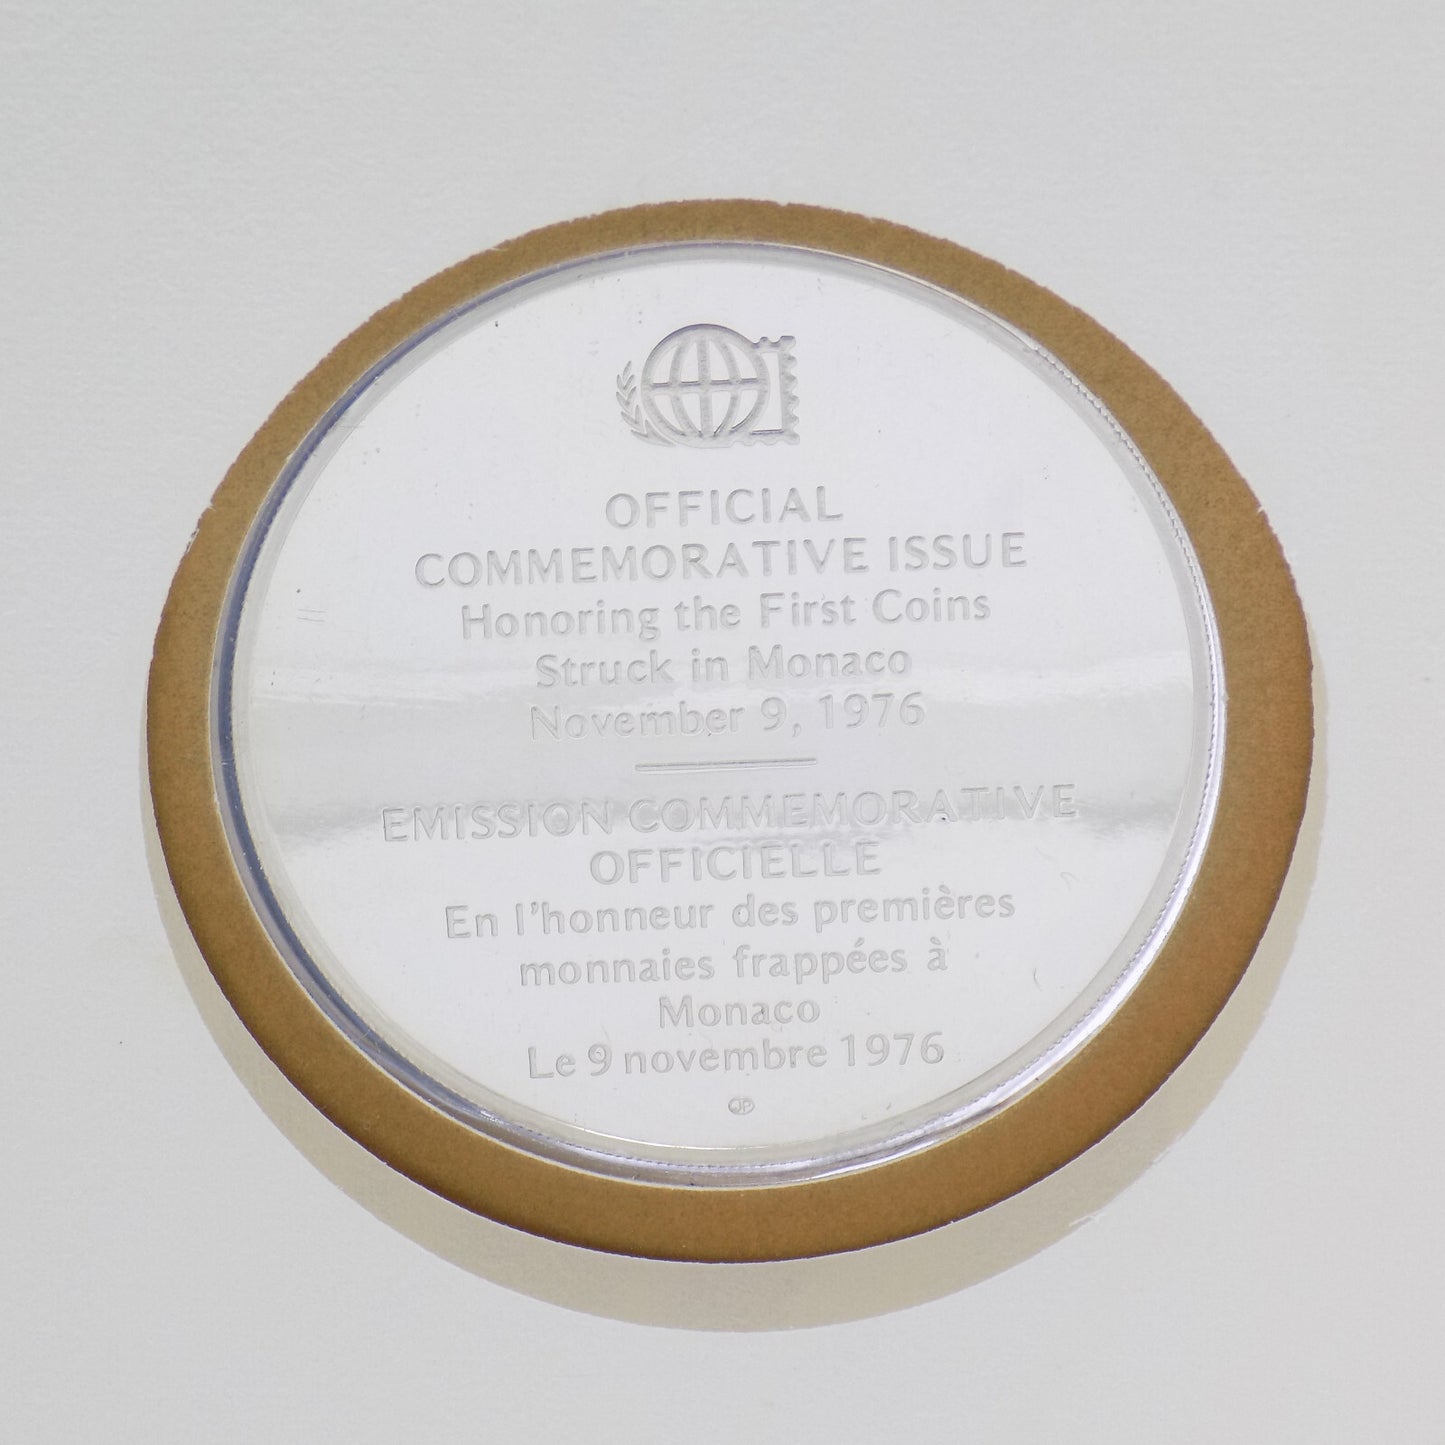 OFFICIAL
COMMEMORATIVE ISSUE
Honoring the First Coins
Struck in Monaco
November 9, 1976
EMISSION COMMEMORATIVE
OFFICIELLE
En l'honneur des premières
monnaies frappées à
Monaco
Le 9 novembre 1976